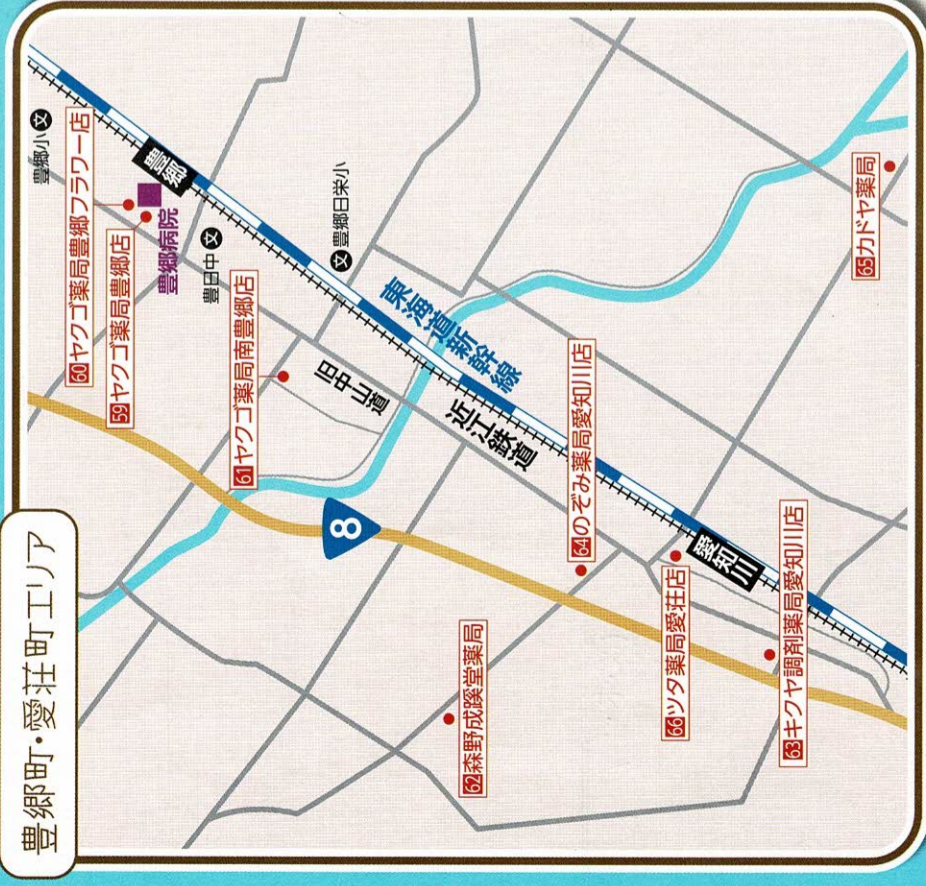 豊郷町・愛荘町エリア
豊郷小
文
60ヤクゴ薬局豊郷フラワー店
59ヤクゴ薬局豊郷店
豊郷病院
豊郷
豊日中
文
61ヤクゴ薬局南豊郷店
文
豊郷日栄小
旧中山道
東海道新幹線
近江鉄道
8
64のぞみ薬局愛知川店
65カドヤ薬局
62森野成蹊堂薬局
66ツタ薬局愛荘店
愛知川
63キクヤ調剤薬局愛知川店